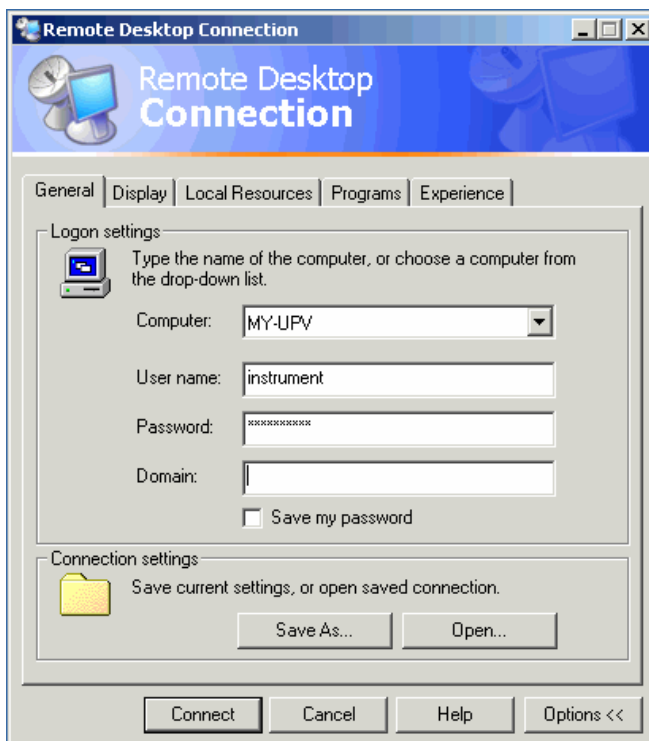 Remote Desktop Connection
Remote Desktop
Connection
General Display Local Resources Programs Experience
Logon settings
Type the name of the computer, or choose a computer from
the drop-down list.
Computer: MY-UPV
User name: instrument
Password: **********
Domain:
Save my password
Connection settings
Save current settings, or open saved connection.
Save As... Open...
Connect Cancel Help Options <<